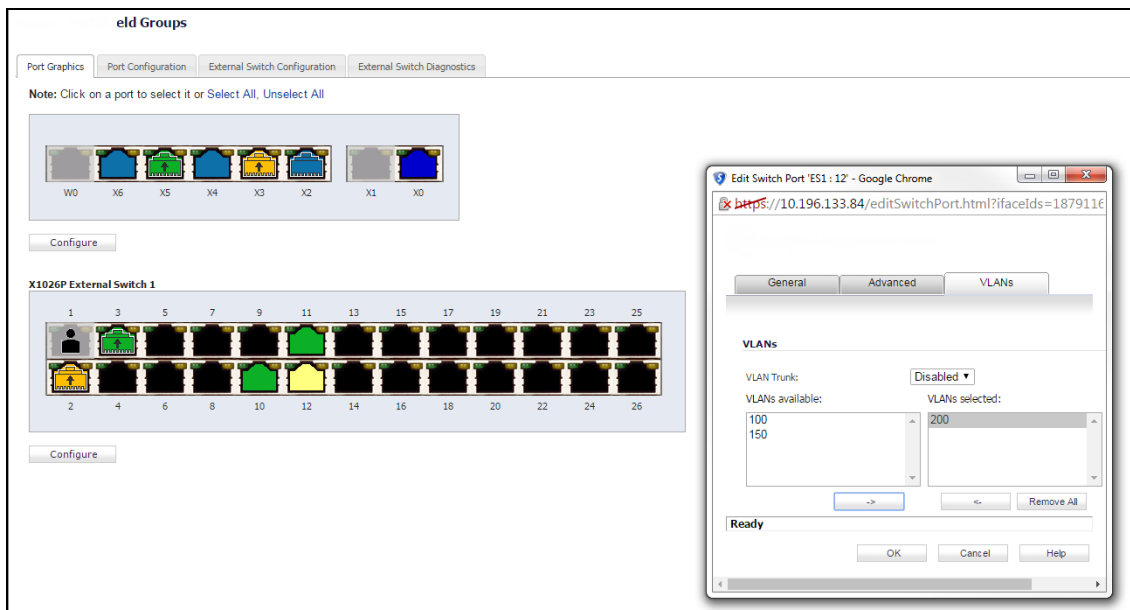 eld Groups
Port Graphics Port Configuration External Switch Configuration External Switch Diagnostics
Note: Click on a port to select it or Select All, Unselect All
W0 X6 X5 X4 X3 X2 X1 X0
Configure
X1026P External Switch 1
1 3 5 7 9 11 13 15 17 19 21 23 25
2 4 6 8 10 12 14 16 18 20 22 24 26
Configure
Edit Switch Port 'ES1 : 12' - Google Chrome
https://10.196.133.84/editSwitchPort.html?ifaceIds=1879116
General Advanced VLANs
VLANs
VLAN Trunk: Disabled
VLANs available: VLANs selected:
100 200
150
-> <- Remove All
Ready
OK Cancel Help